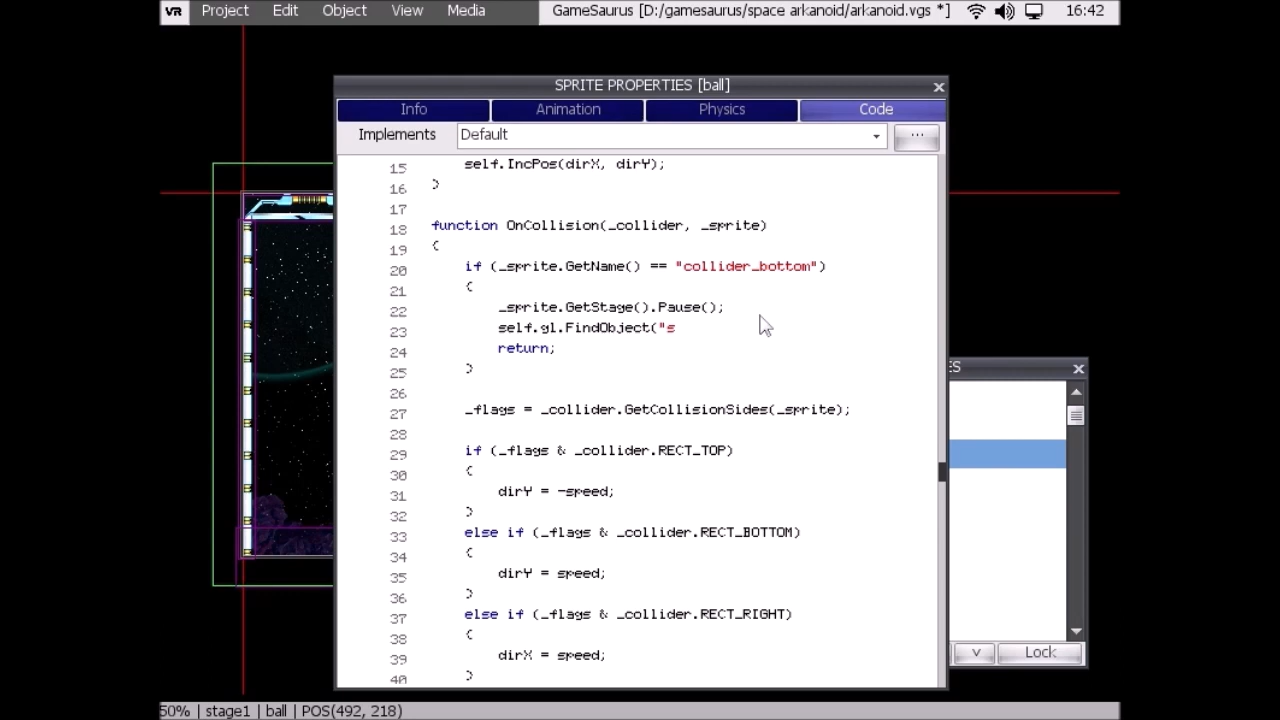 VR Project Edit Object View Media GameSaurus [D:/gamesaurus/space arkanoid/arkanoid.vgs *] 16:42
SPRITE PROPERTIES [ball]
Info Animation Physics Code
Implements Default ...
15 self.IncPos(dirX, dirY);
16 }
17
18 function OnCollision(_collider, _sprite)
19 {
20 if (_sprite.GetName() == "collider_bottom")
21 {
22 _sprite.GetStage().Pause();
23 self.gl.FindObject("s
24 return;
25 }
26
27 _flags = _collider.GetCollisionSides(_sprite);
28
29 if (_flags & _collider.RECT_TOP)
30 {
31 dirY = -speed;
32 }
33 else if (_flags & _collider.RECT_BOTTOM)
34 {
35 dirY = speed;
36 }
37 else if (_flags & _collider.RECT_RIGHT)
38 {
39 dirX = speed;
40 }
ES
v Lock
50% | stage1 | ball | POS(492, 218)